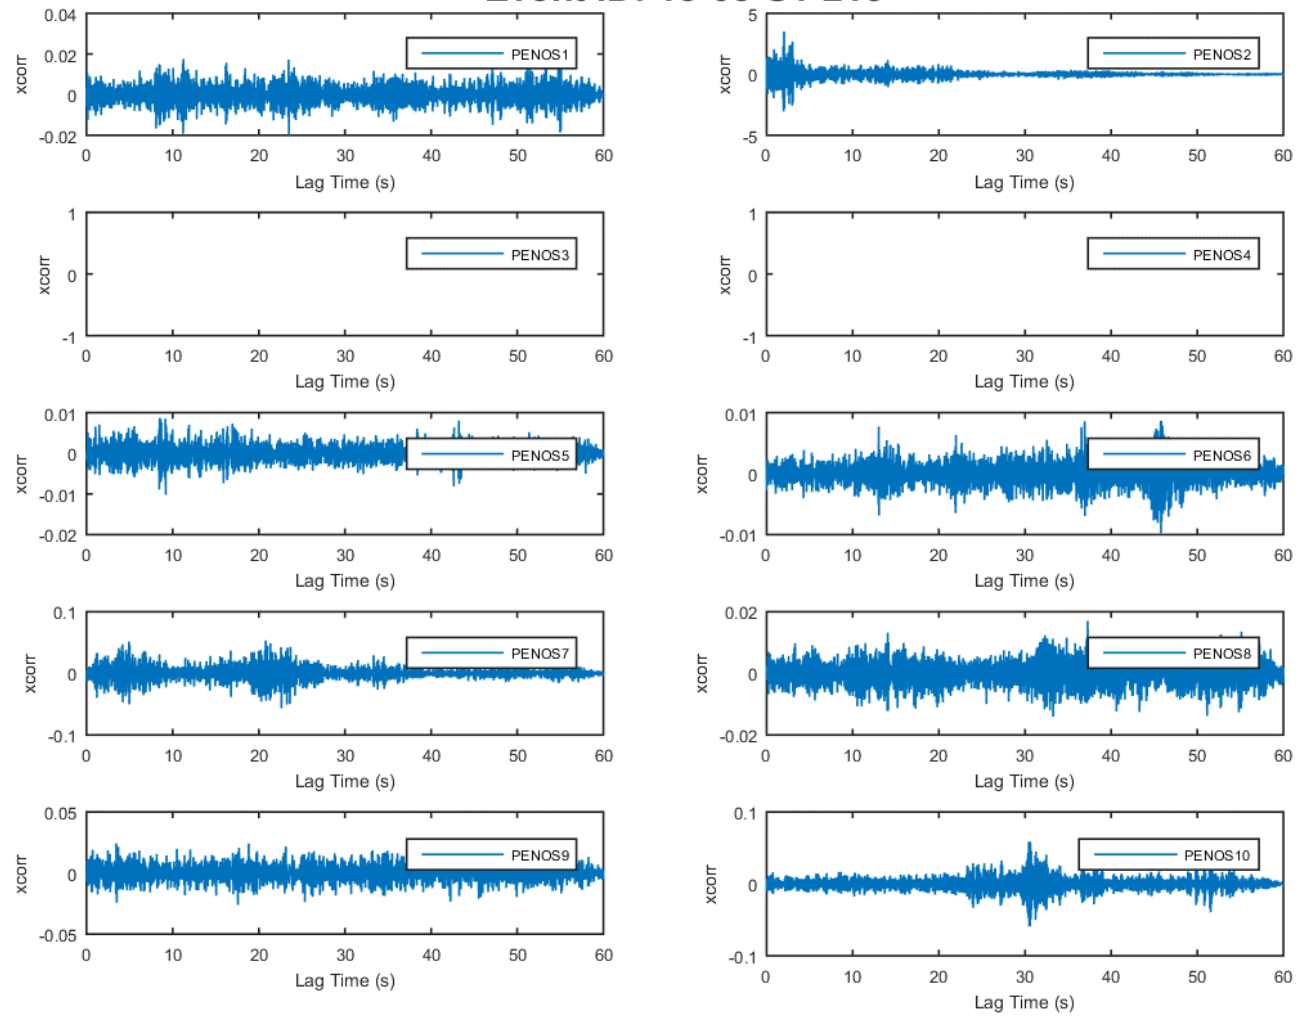 0.04
0.02
0
-0.02
xcorr
PENOS1
0 10 20 30 40 50 60
Lag Time (s)
5
0
-5
xcorr
PENOS2
0 10 20 30 40 50 60
Lag Time (s)
1
0
-1
xcorr
PENOS3
0 10 20 30 40 50 60
Lag Time (s)
1
0
-1
xcorr
PENOS4
0 10 20 30 40 50 60
Lag Time (s)
0.01
0
-0.01
-0.02
xcorr
PENOS5
0 10 20 30 40 50 60
Lag Time (s)
0.01
0
-0.01
xcorr
PENOS6
0 10 20 30 40 50 60
Lag Time (s)
0.1
0
-0.1
xcorr
PENOS7
0 10 20 30 40 50 60
Lag Time (s)
0.02
0
-0.02
xcorr
PENOS8
0 10 20 30 40 50 60
Lag Time (s)
0.05
0
-0.05
xcorr
PENOS9
0 10 20 30 40 50 60
Lag Time (s)
0.1
0
-0.1
xcorr
PENOS10
0 10 20 30 40 50 60
Lag Time (s)